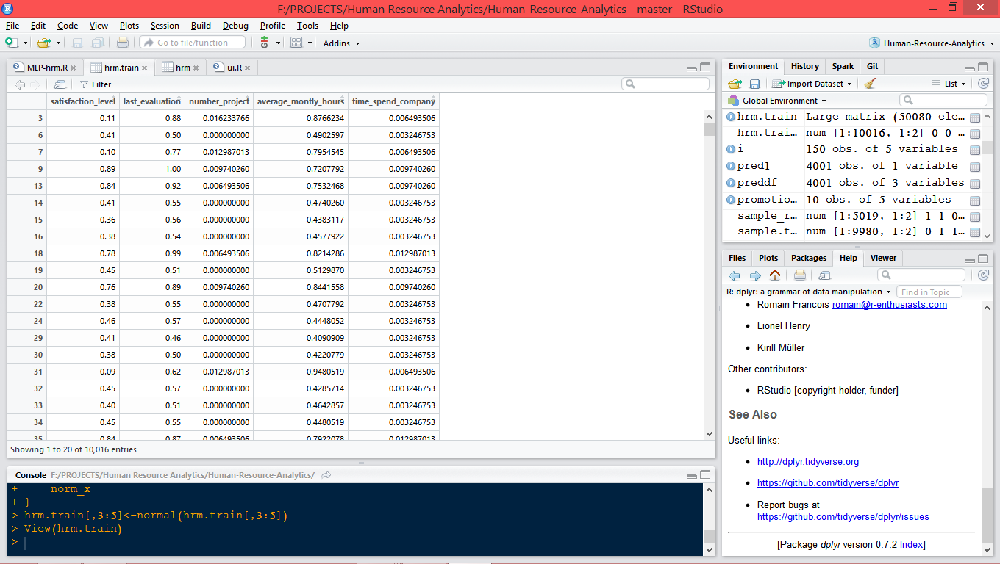 F:/PROJECTS/Human Resource Analytics/Human-Resource-Analytics - master - RStudio
File Edit Code View Plots Session Build Debug Profile Tools Help
Go to file/function Addins Human-Resource-Analytics
MLP-hrm.R hrm.train hrm ui.R
Filter
satisfaction_level last_evaluation number_project average_montly_hours time_spend_company
3 0.11 0.88 0.016233766 0.8766234 0.006493506
6 0.41 0.50 0.000000000 0.4902597 0.003246753
7 0.10 0.77 0.012987013 0.7954545 0.006493506
9 0.89 1.00 0.009740260 0.7207792 0.009740260
13 0.84 0.92 0.006493506 0.7532468 0.009740260
14 0.41 0.55 0.000000000 0.4740260 0.003246753
15 0.36 0.56 0.000000000 0.4383117 0.003246753
16 0.38 0.54 0.000000000 0.4577922 0.003246753
18 0.78 0.99 0.006493506 0.8214286 0.012987013
19 0.45 0.51 0.000000000 0.5129870 0.003246753
20 0.76 0.89 0.009740260 0.8441558 0.009740260
22 0.38 0.55 0.000000000 0.4707792 0.003246753
24 0.46 0.57 0.000000000 0.4448052 0.003246753
29 0.41 0.46 0.000000000 0.4090909 0.003246753
30 0.38 0.50 0.000000000 0.4220779 0.003246753
31 0.09 0.62 0.012987013 0.9480519 0.006493506
32 0.45 0.57 0.000000000 0.4285714 0.003246753
33 0.40 0.51 0.000000000 0.4642857 0.003246753
34 0.45 0.55 0.000000000 0.4480519 0.003246753
35 0.84 0.87 0.006493506 0.7922078 0.012987013
Showing 1 to 20 of 10,016 entries
Console F:/PROJECTS/Human Resource Analytics/Human-Resource-Analytics/
+ norm_x
+ }
> hrm.train[,3:5]<-normal(hrm.train[,3:5])
> View(hrm.train)
>
Environment History Spark Git
Import Dataset List
Global Environment
hrm.train Large matrix (50080 ele...
hrm.trai... num [1:10016, 1:2] 0 0 ...
i 150 obs. of 5 variables
pred1 4001 obs. of 1 variable
preddf 4001 obs. of 3 variables
promotio... 10 obs. of 5 variables
sample_r... num [1:5019, 1:2] 1 1 0...
sample.t... num [1:9980, 1:2] 0 1 1...
Files Plots Packages Help Viewer
R: dplyr: a grammar of data manipulation Find in Topic
• Romain Francois romain@r-enthusiasts.com
• Lionel Henry
• Kirill Müller
Other contributors:
• RStudio [copyright holder, funder]
See Also
Useful links:
• http://dplyr.tidyverse.org
• https://github.com/tidyverse/dplyr
• Report bugs at
https://github.com/tidyverse/dplyr/issues
[Package dplyr version 0.7.2 Index]